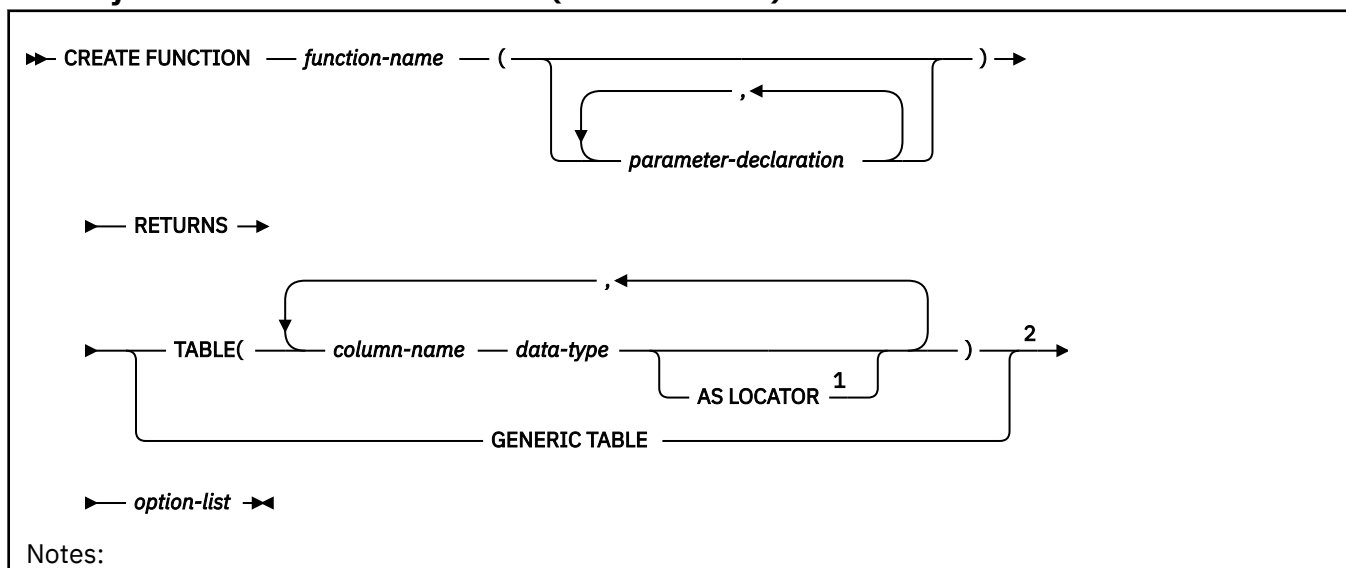 CREATE FUNCTION function-name ( )
,
parameter-declaration
RETURNS
,
TABLE( column-name data-type ) 2
AS LOCATOR 1
GENERIC TABLE
option-list
Notes: